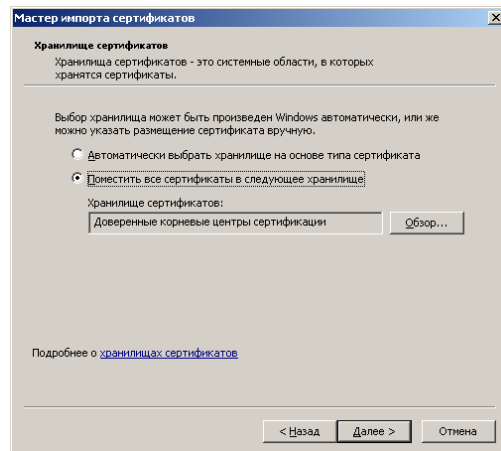 Мастер импорта сертификатов
Хранилище сертификатов
Хранилища сертификатов - это системные области, в которых
хранятся сертификаты.
Выбор хранилища может быть произведен Windows автоматически, или же
можно указать размещение сертификата вручную.
Автоматически выбрать хранилище на основе типа сертификата
Поместить все сертификаты в следующее хранилище
Хранилище сертификатов:
Доверенные корневые центры сертификации
Обзор...
Подробнее о хранилищах сертификатов
< Назад
Далее >
Отмена